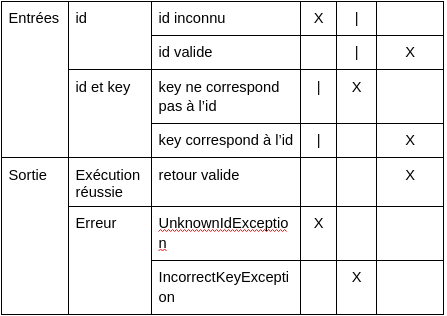 Entrées id id inconnu X |
id valide | X
id et key key ne correspond | X
pas à l’id
key correspond à l’id | X
Sortie Exécution retour valide X
réussie
Erreur UnknownIdExceptio X
n
IncorrectKeyExcepti X
on